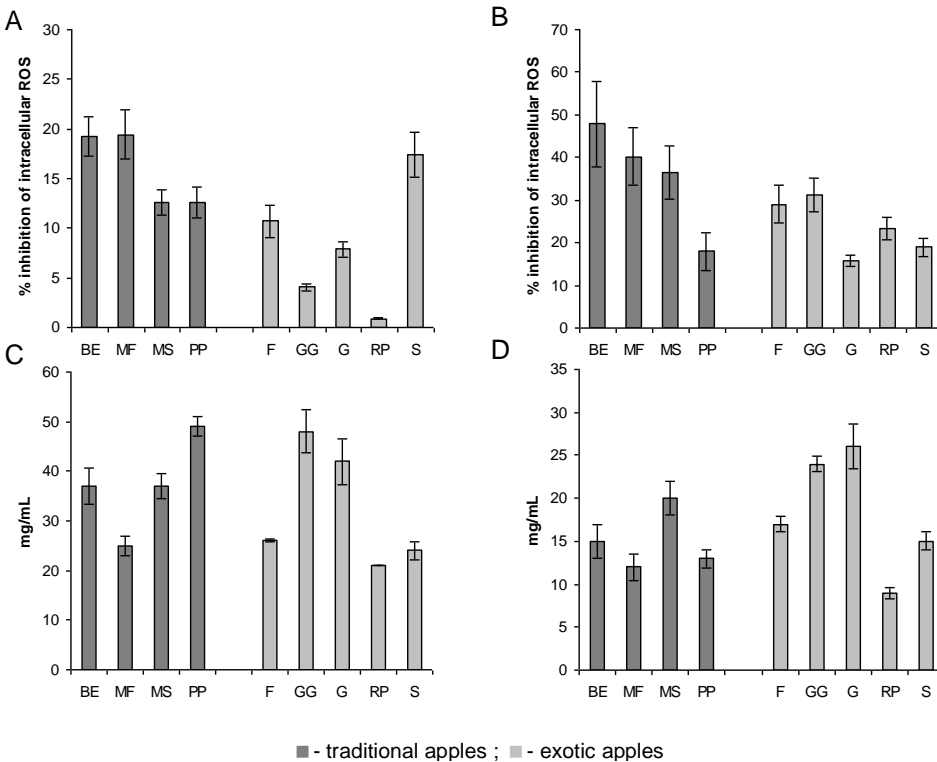 A
% inhibition of intracellular ROS
30
25
20
15
10
5
0
BE MF MS PP F GG G RP S
B
% inhibition of intracellular ROS
70
60
50
40
30
20
10
0
BE MF MS PP F GG G RP S
C
mg/mL
60
50
40
30
20
10
0
BE MF MS PP F GG G RP S
D
mg/mL
35
30
25
20
15
10
5
0
BE MF MS PP F GG G RP S
- traditional apples ; - exotic apples